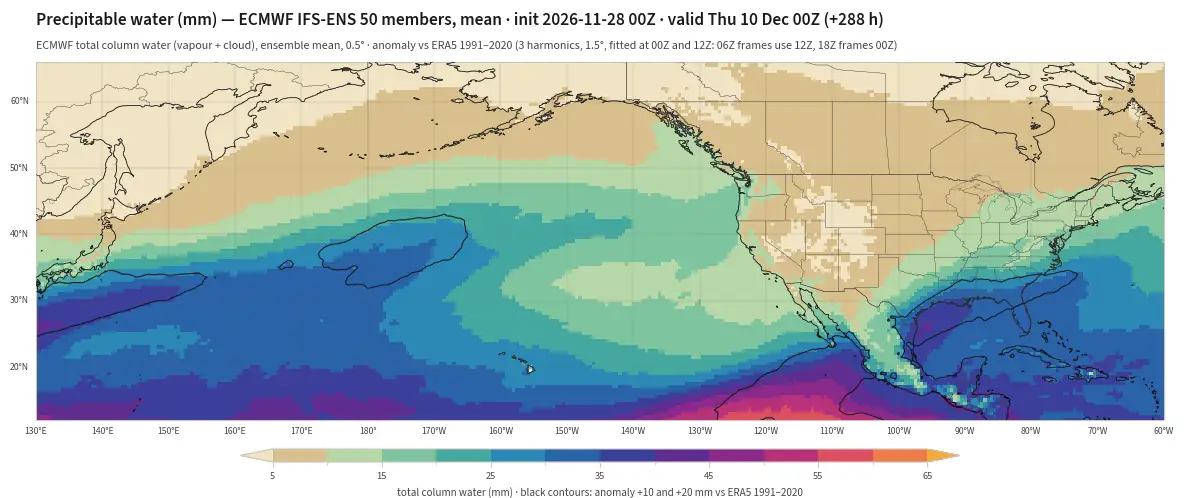 Precipitable water (mm) — ECMWF IFS-ENS 50 members, mean · init 2026-11-28 00Z · valid Thu 10 Dec 00Z (+288 h)
ECMWF total column water (vapour + cloud), ensemble mean, 0.5° · anomaly vs ERA5 1991–2020 (3 harmonics, 1.5°, fitted at 00Z and 12Z: 06Z frames use 12Z, 18Z frames 00Z)
60°N
50°N
40°N
30°N
20°N
130°E 140°E 150°E 160°E 170°E 180° 170°W 160°W 150°W 140°W 130°W 120°W 110°W 100°W 90°W 80°W 70°W 60°W
5 15 25 35 45 55 65
total column water (mm) · black contours: anomaly +10 and +20 mm vs ERA5 1991–2020